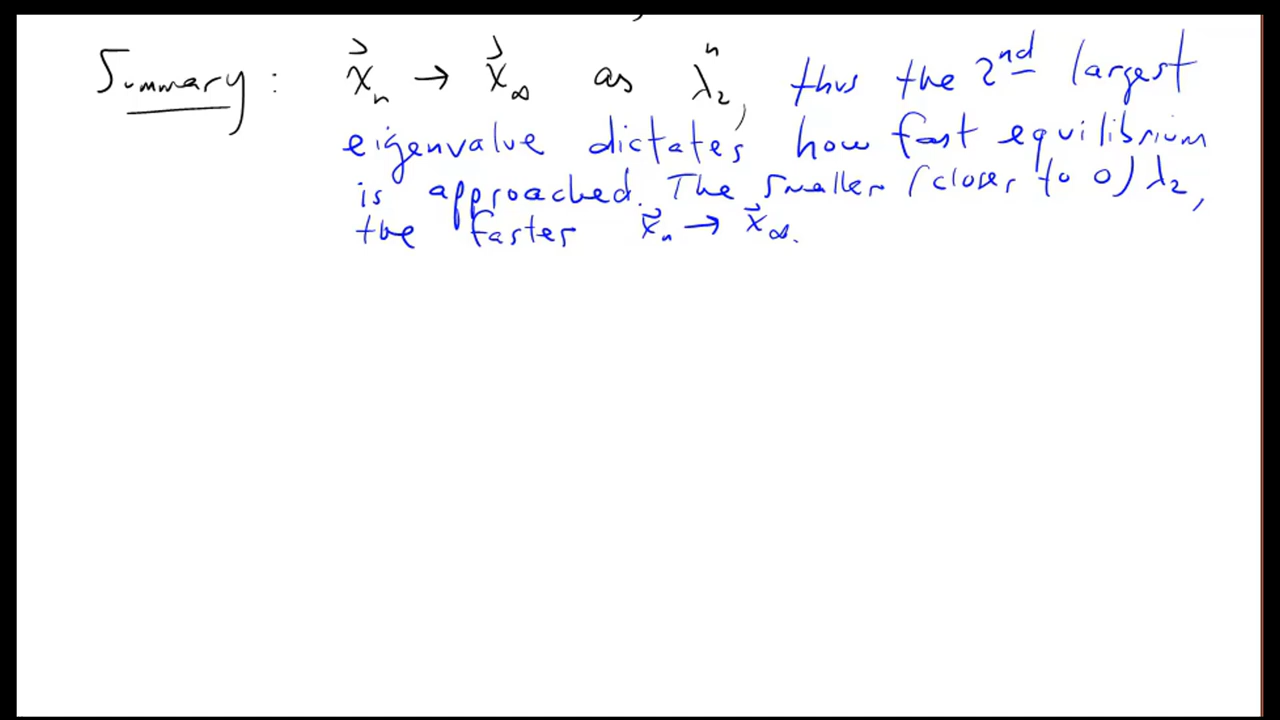 Summary: x⃗ₙ → x⃗∞ as λ₂ⁿ, thus the 2nd largest
eigenvalue dictates how fast equilibrium
is approached. The smaller (closer to 0) λ₂,
the faster x⃗ₙ → x⃗∞.